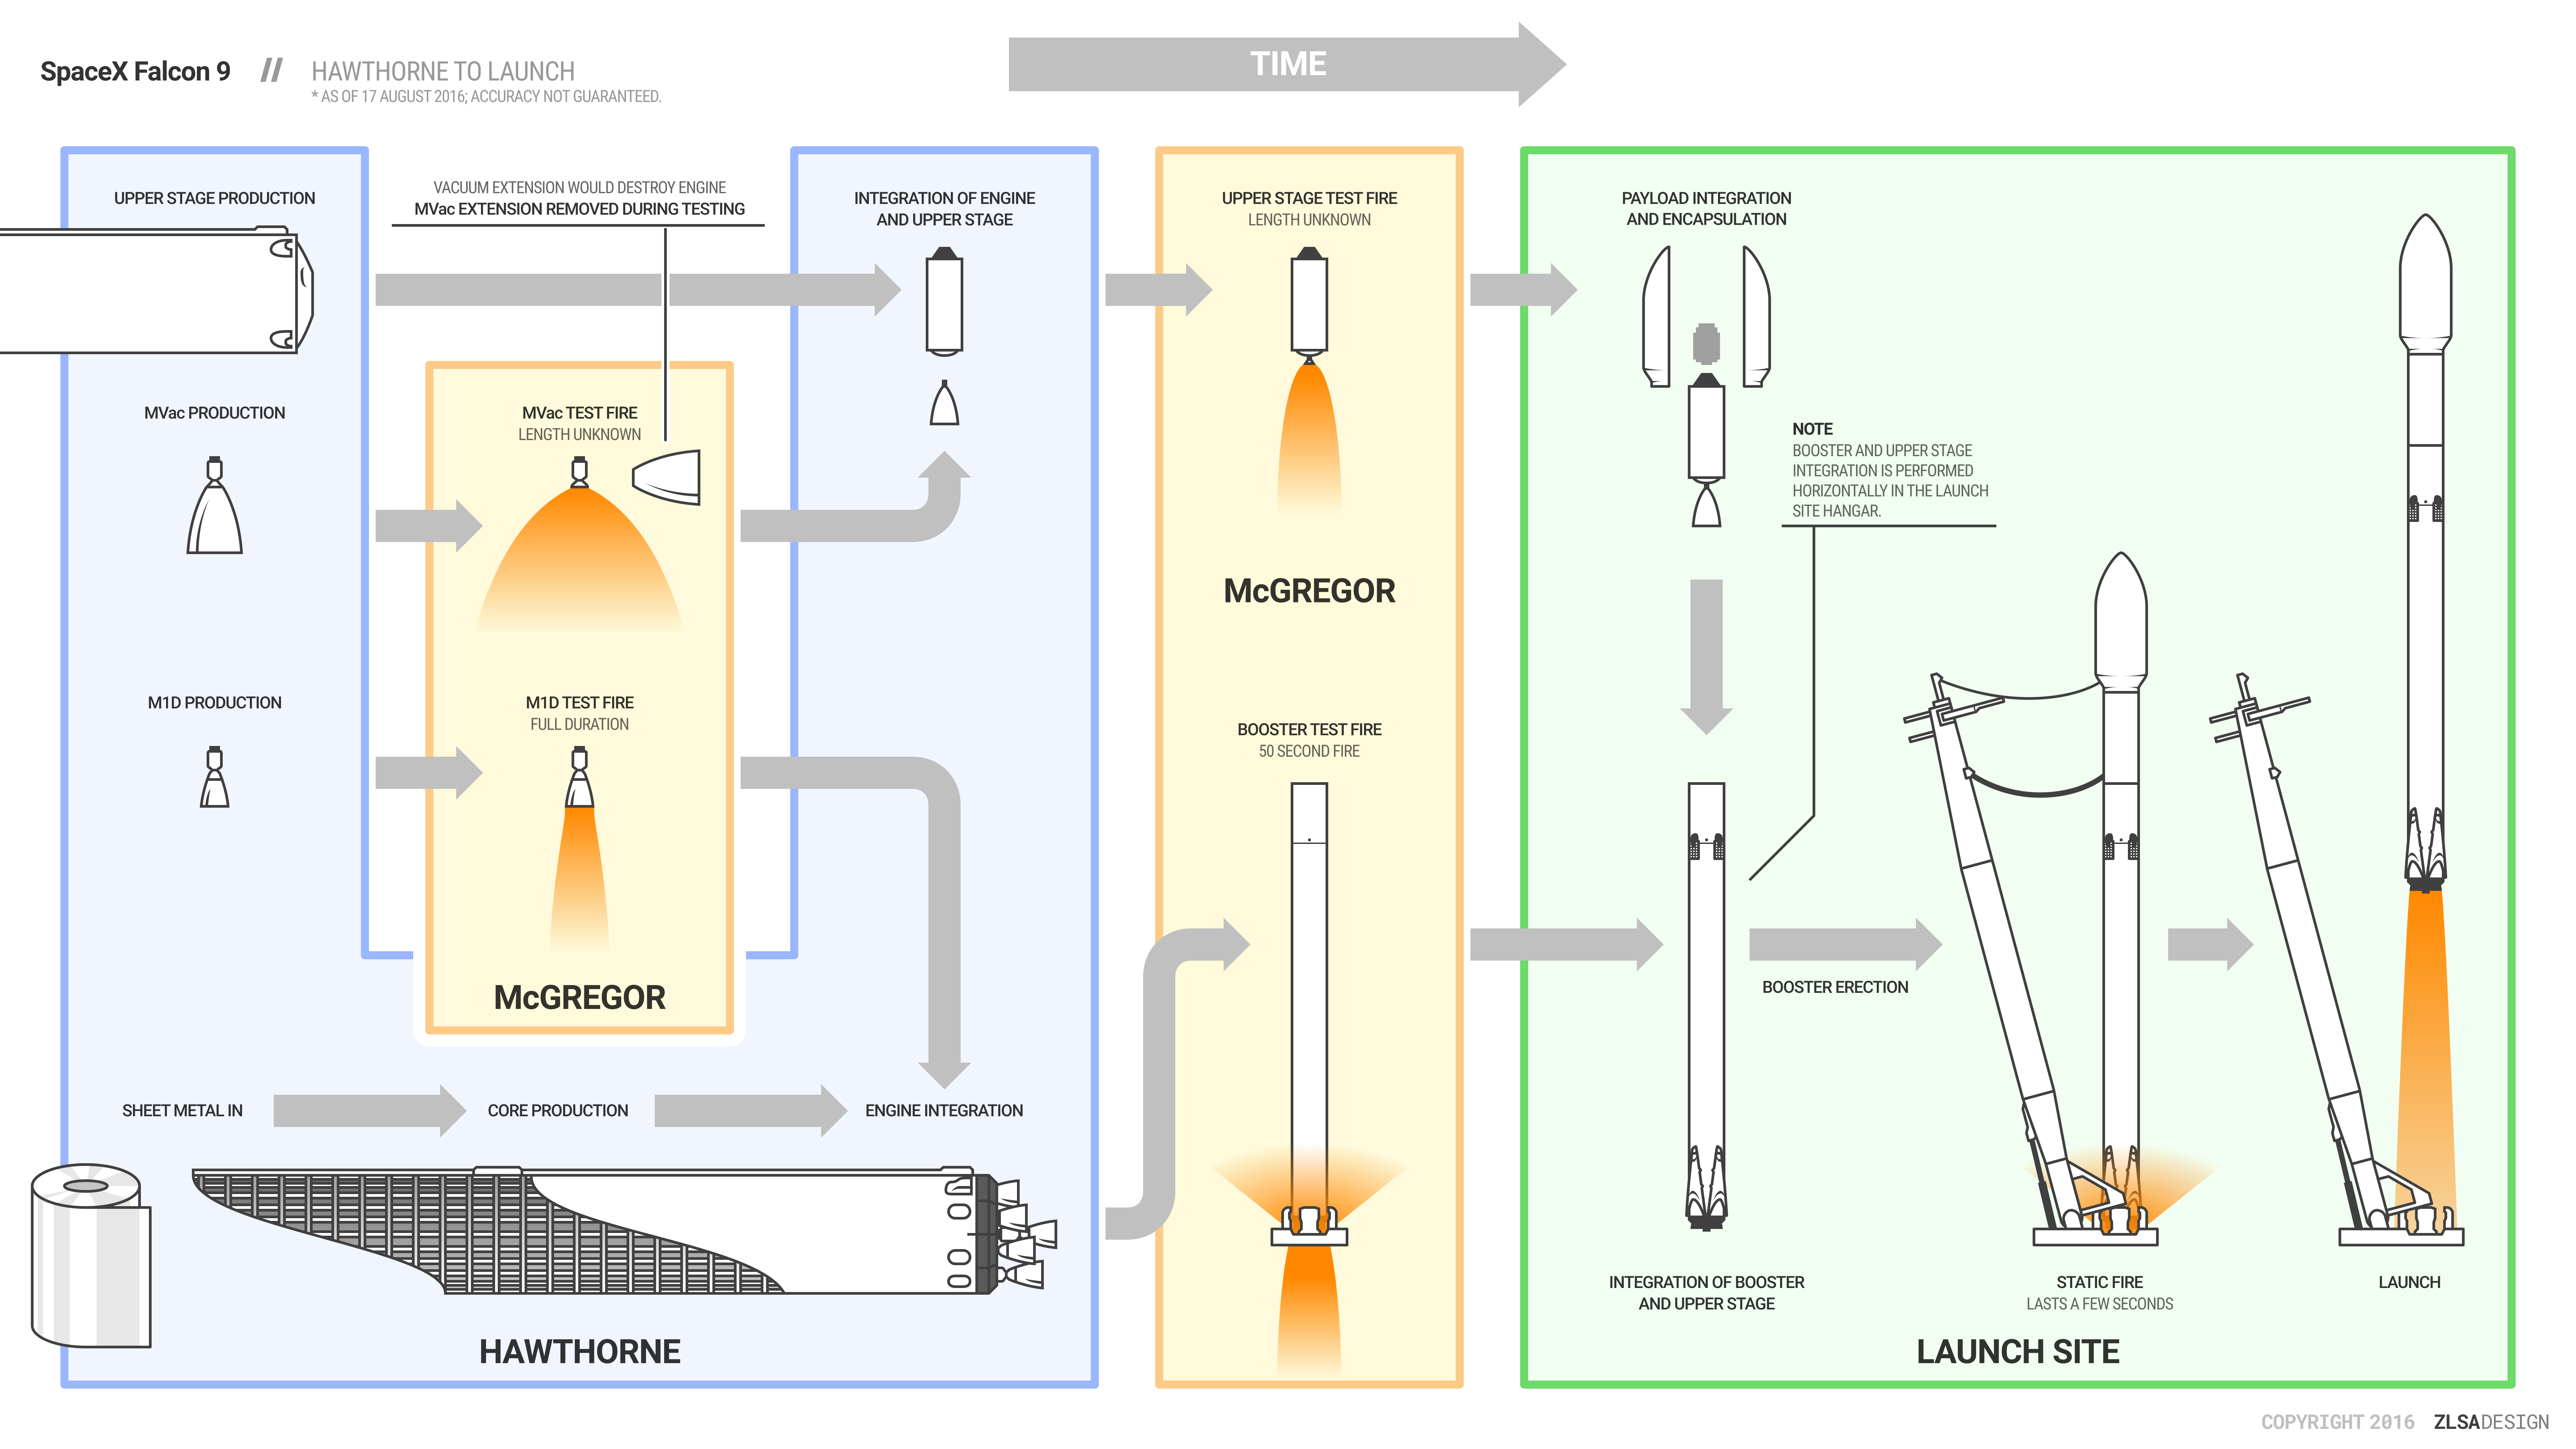 SpaceX Falcon 9 // HAWTHORNE TO LAUNCH
* AS OF 17 AUGUST 2016; ACCURACY NOT GUARANTEED.
TIME
UPPER STAGE PRODUCTION
VACUUM EXTENSION WOULD DESTROY ENGINE
MVac EXTENSION REMOVED DURING TESTING
INTEGRATION OF ENGINE
AND UPPER STAGE
MVac PRODUCTION
MVac TEST FIRE
LENGTH UNKNOWN
M1D PRODUCTION
M1D TEST FIRE
FULL DURATION
McGREGOR
SHEET METAL IN
CORE PRODUCTION
ENGINE INTEGRATION
HAWTHORNE
UPPER STAGE TEST FIRE
LENGTH UNKNOWN
McGREGOR
BOOSTER TEST FIRE
50 SECOND FIRE
PAYLOAD INTEGRATION
AND ENCAPSULATION
NOTE
BOOSTER AND UPPER STAGE
INTEGRATION IS PERFORMED
HORIZONTALLY IN THE LAUNCH
SITE HANGAR.
BOOSTER ERECTION
INTEGRATION OF BOOSTER
AND UPPER STAGE
STATIC FIRE
LASTS A FEW SECONDS
LAUNCH
LAUNCH SITE
COPYRIGHT 2016 ZLSADESIGN